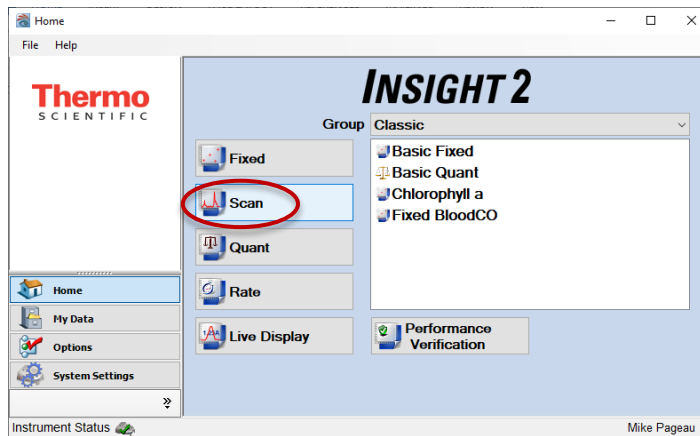 Home
File Help
Thermo
SCIENTIFIC
INSIGHT 2
Group Classic
Fixed
Scan
Quant
Rate
Live Display
Basic Fixed
Basic Quant
Chlorophyll a
Fixed BloodCO
Performance
Verification
Home
My Data
Options
System Settings
Instrument Status
Mike Pageau